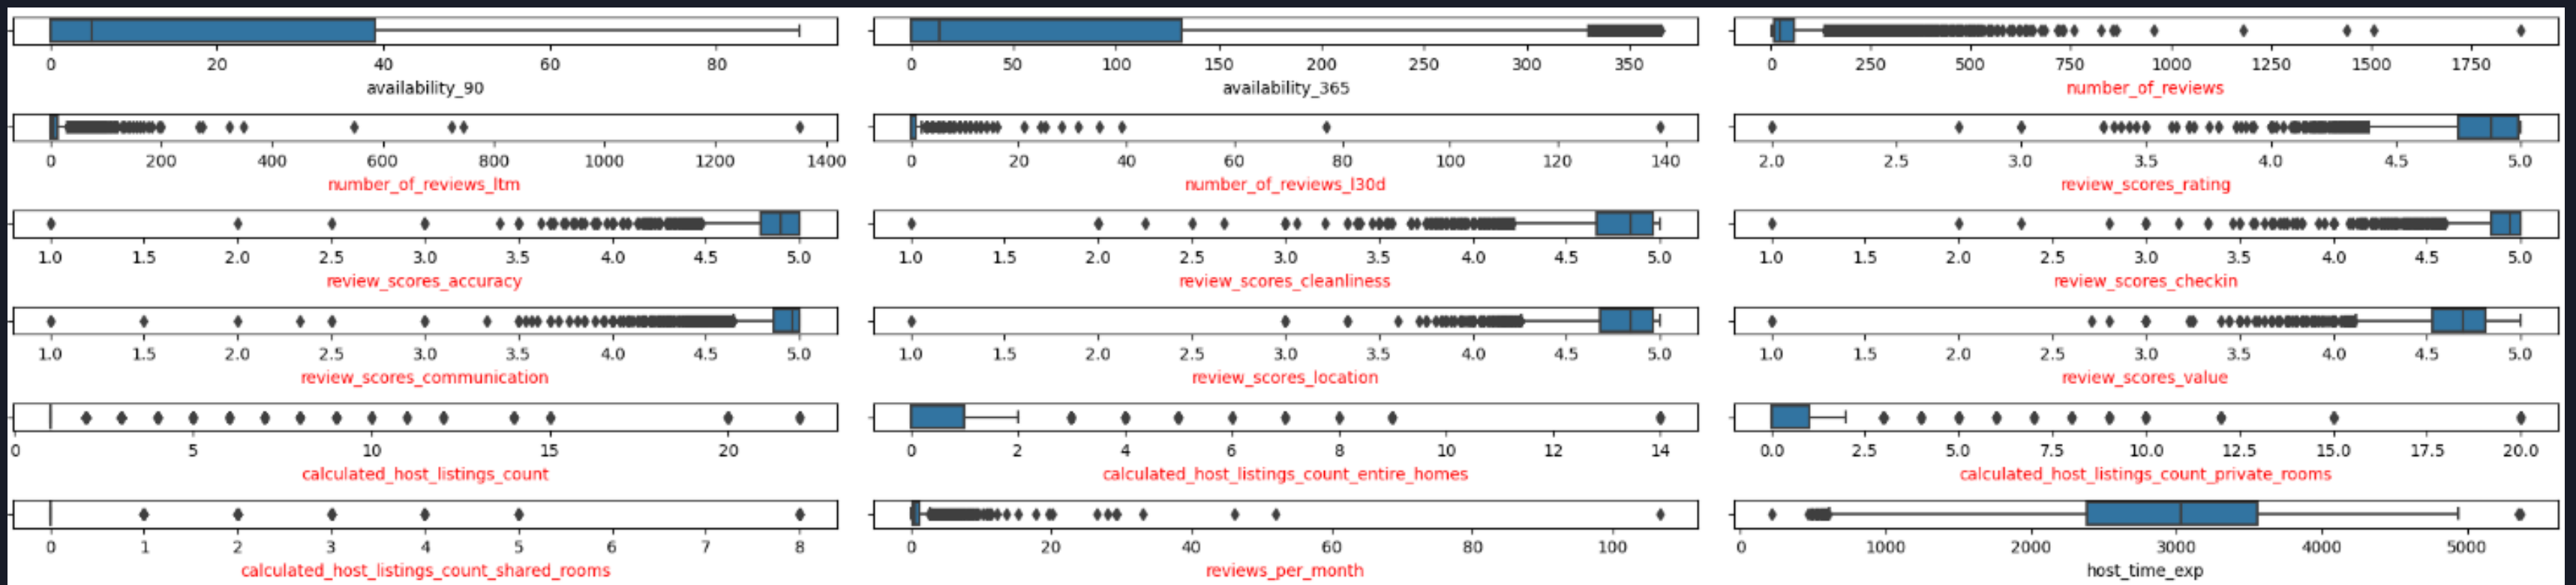 0 20 40 60 80
availability_90
0 50 100 150 200 250 300 350
availability_365
0 250 500 750 1000 1250 1500 1750
number_of_reviews
0 200 400 600 800 1000 1200 1400
number_of_reviews_ltm
0 20 40 60 80 100 120 140
number_of_reviews_l30d
2.0 2.5 3.0 3.5 4.0 4.5 5.0
review_scores_rating
1.0 1.5 2.0 2.5 3.0 3.5 4.0 4.5 5.0
review_scores_accuracy
1.0 1.5 2.0 2.5 3.0 3.5 4.0 4.5 5.0
review_scores_cleanliness
1.0 1.5 2.0 2.5 3.0 3.5 4.0 4.5 5.0
review_scores_checkin
1.0 1.5 2.0 2.5 3.0 3.5 4.0 4.5 5.0
review_scores_communication
1.0 1.5 2.0 2.5 3.0 3.5 4.0 4.5 5.0
review_scores_location
1.0 1.5 2.0 2.5 3.0 3.5 4.0 4.5 5.0
review_scores_value
0 5 10 15 20
calculated_host_listings_count
0 2 4 6 8 10 12 14
calculated_host_listings_count_entire_homes
0.0 2.5 5.0 7.5 10.0 12.5 15.0 17.5 20.0
calculated_host_listings_count_private_rooms
0 1 2 3 4 5 6 7 8
calculated_host_listings_count_shared_rooms
0 20 40 60 80 100
reviews_per_month
0 1000 2000 3000 4000 5000
host_time_exp